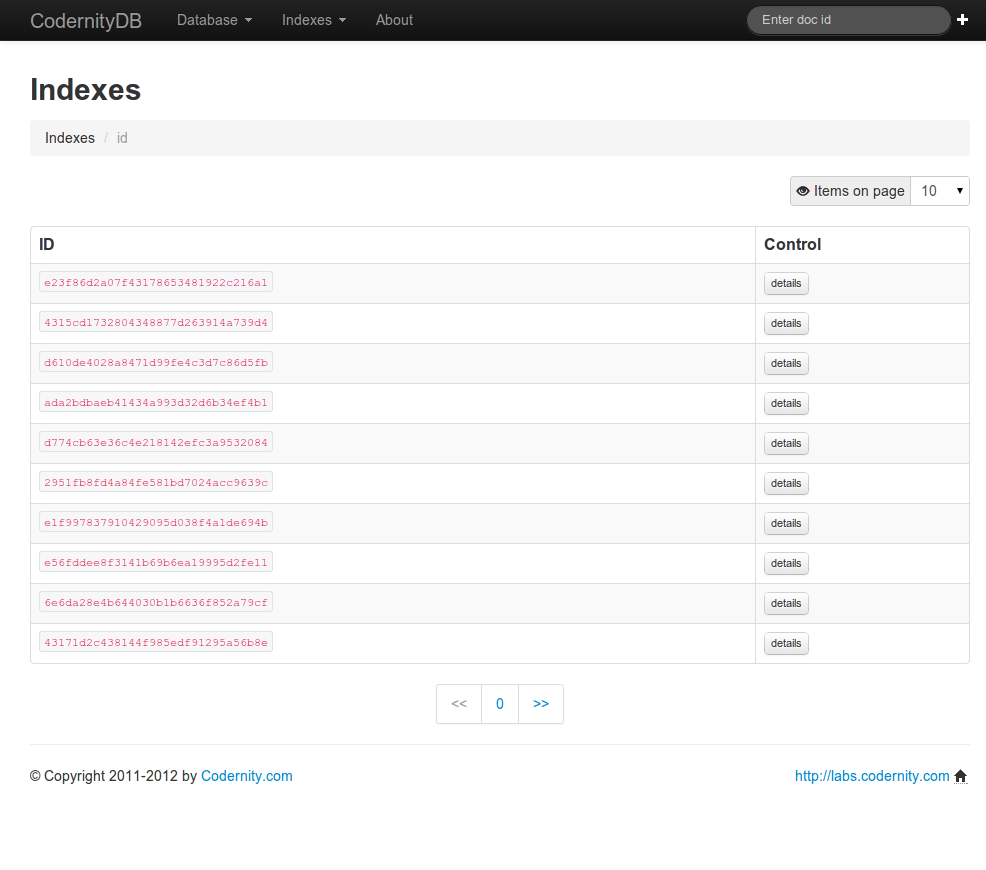 CodernityDB Database Indexes About Enter doc id
Indexes
Indexes / id
Items on page 10
ID Control
e23f86d2a07f43178653481922c216a1 details
4315cd1732804348877d263914a739d4 details
d610de4028a8471d99fe4c3d7c86d5fb details
ada2bdbaeb41434a993d32d6b34ef4b1 details
d774cb63e36c4e218142efc3a9532084 details
2951fb8fd4a84fe581bd7024acc9639c details
e1f997837910429095d038f4a1de694b details
e56fddee8f3141b69b6ea19995d2fe11 details
6e6da28e4b644030b1b6636f852a79cf details
43171d2c438144f985edf91295a56b8e details
<< 0 >>
© Copyright 2011-2012 by Codernity.com http://labs.codernity.com